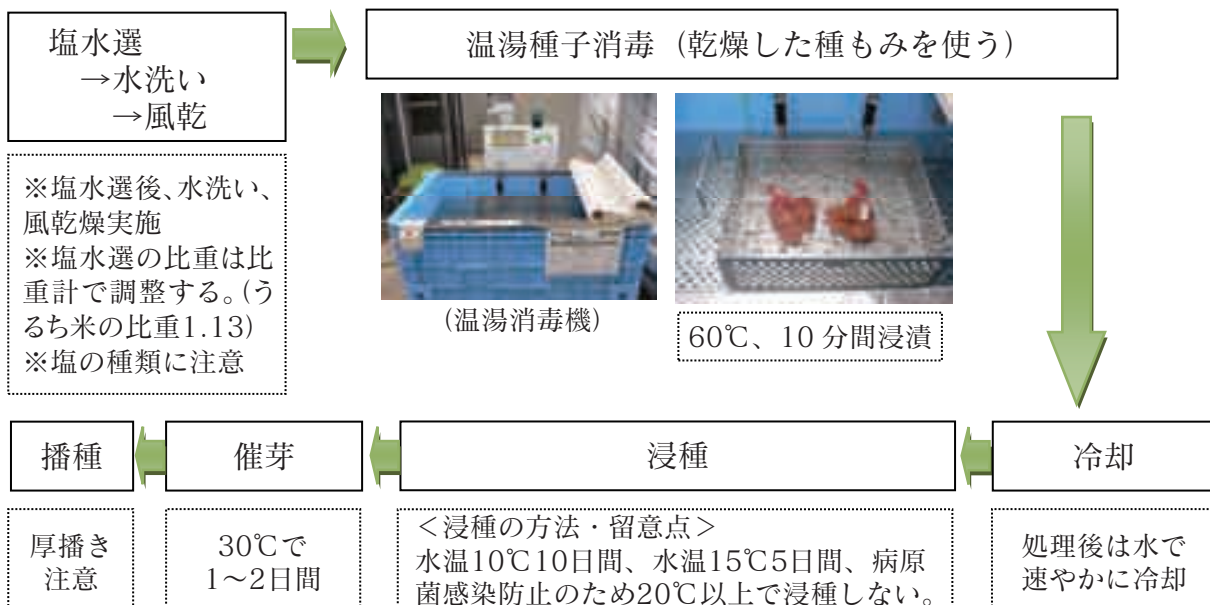 塩水選
→水洗い
→風乾
※塩水選後、水洗い、
風乾燥実施
※塩水選の比重は比
重計で調整する。(う
るち米の比重1.13)
※塩の種類に注意
温湯種子消毒（乾燥した種もみを使う）
(温湯消毒機)
60℃、10 分間浸漬
冷却
処理後は水で
速やかに冷却
浸種
＜浸種の方法・留意点＞
水温10℃10日間、水温15℃5日間、病原
菌感染防止のため20℃以上で浸種しない。
催芽
30℃で
1〜2日間
播種
厚播き
注意